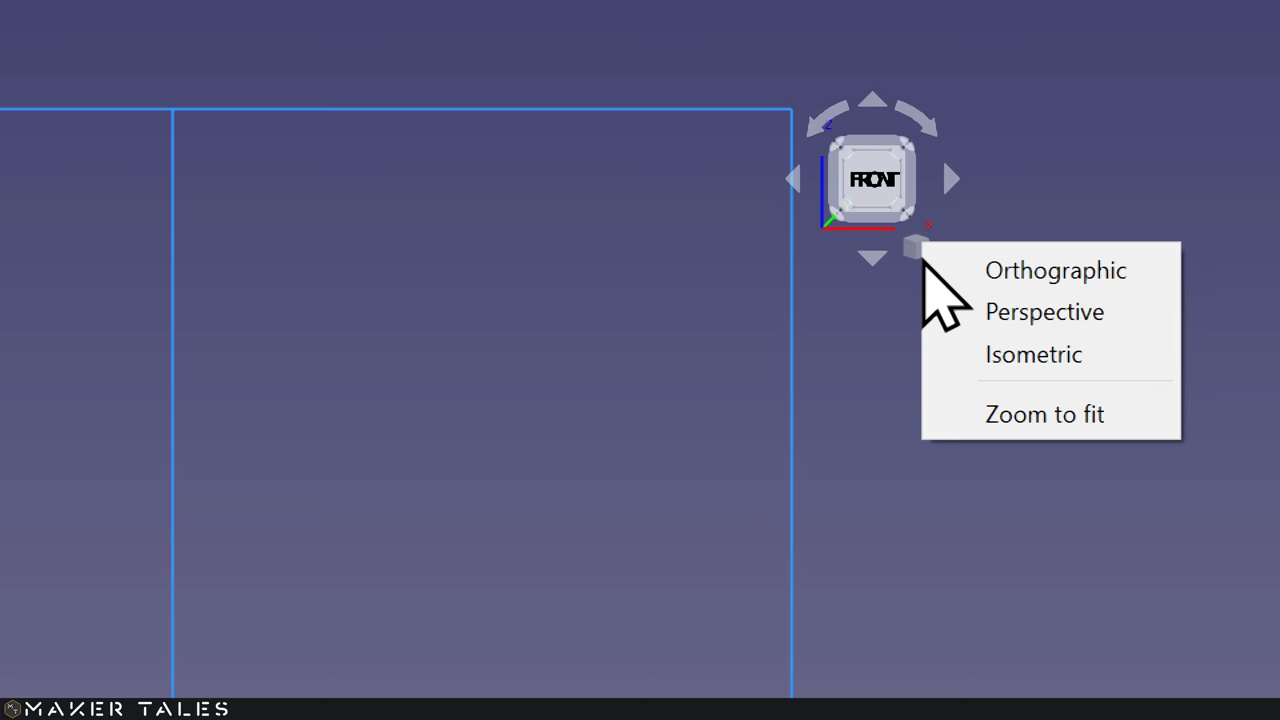 Z
FRONT
X
Orthographic
Perspective
Isometric
Zoom to fit
MAKER TALES